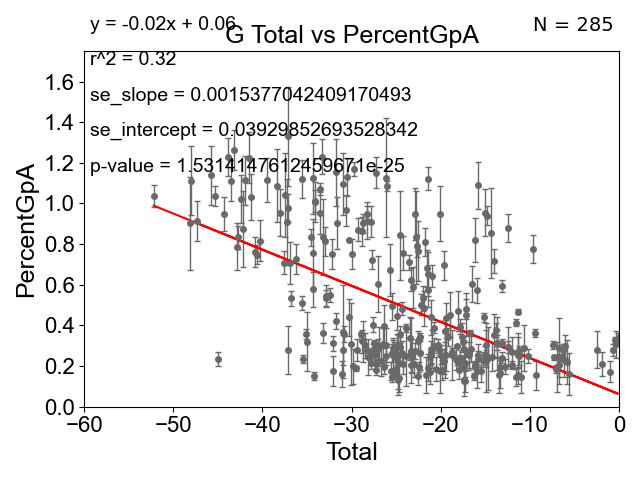 y = -0.02x + 0.06
N = 285
G Total vs PercentGpA
r^2 = 0.32
se_slope = 0.0015377042409170493
se_intercept = 0.03929852693528342
p-value = 1.5314147612459671e-25
PercentGpA
1.6
1.4
1.2
1.0
0.8
0.6
0.4
0.2
0.0
−60 −50 −40 −30 −20 −10 0
Total